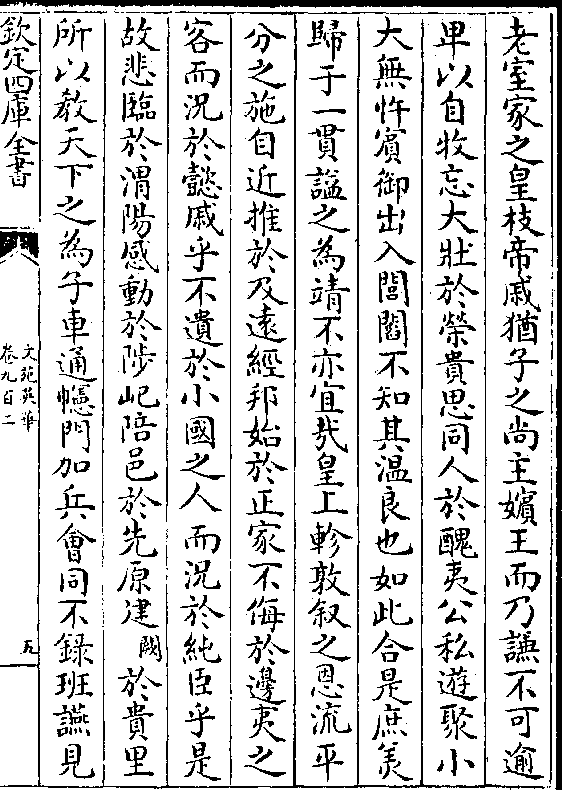 老室家之皇枝帝戚猶子之尚主嬪王而乃謙不可逾
卑以自牧忘大壯於榮貴思同人於醜夷公私遊聚小
大無忤賓御出入閭閻不知其温良也如此合是庶羙
歸于一貫諡之為靖不亦宜㢤皇上軫敦叙之恩流平
分之施自近推於及遠經邦始於正家不侮於邊夷之
客而況於懿戚乎不遺於小國之人而況於純臣乎是
故悲臨於渭陽感動於陟屺陪邑於先原建闕於貴里
所以教天下之為子車通幰門加兵會同不錄班讌見
欽定四庫全書
文苑英華
卷九百二
五